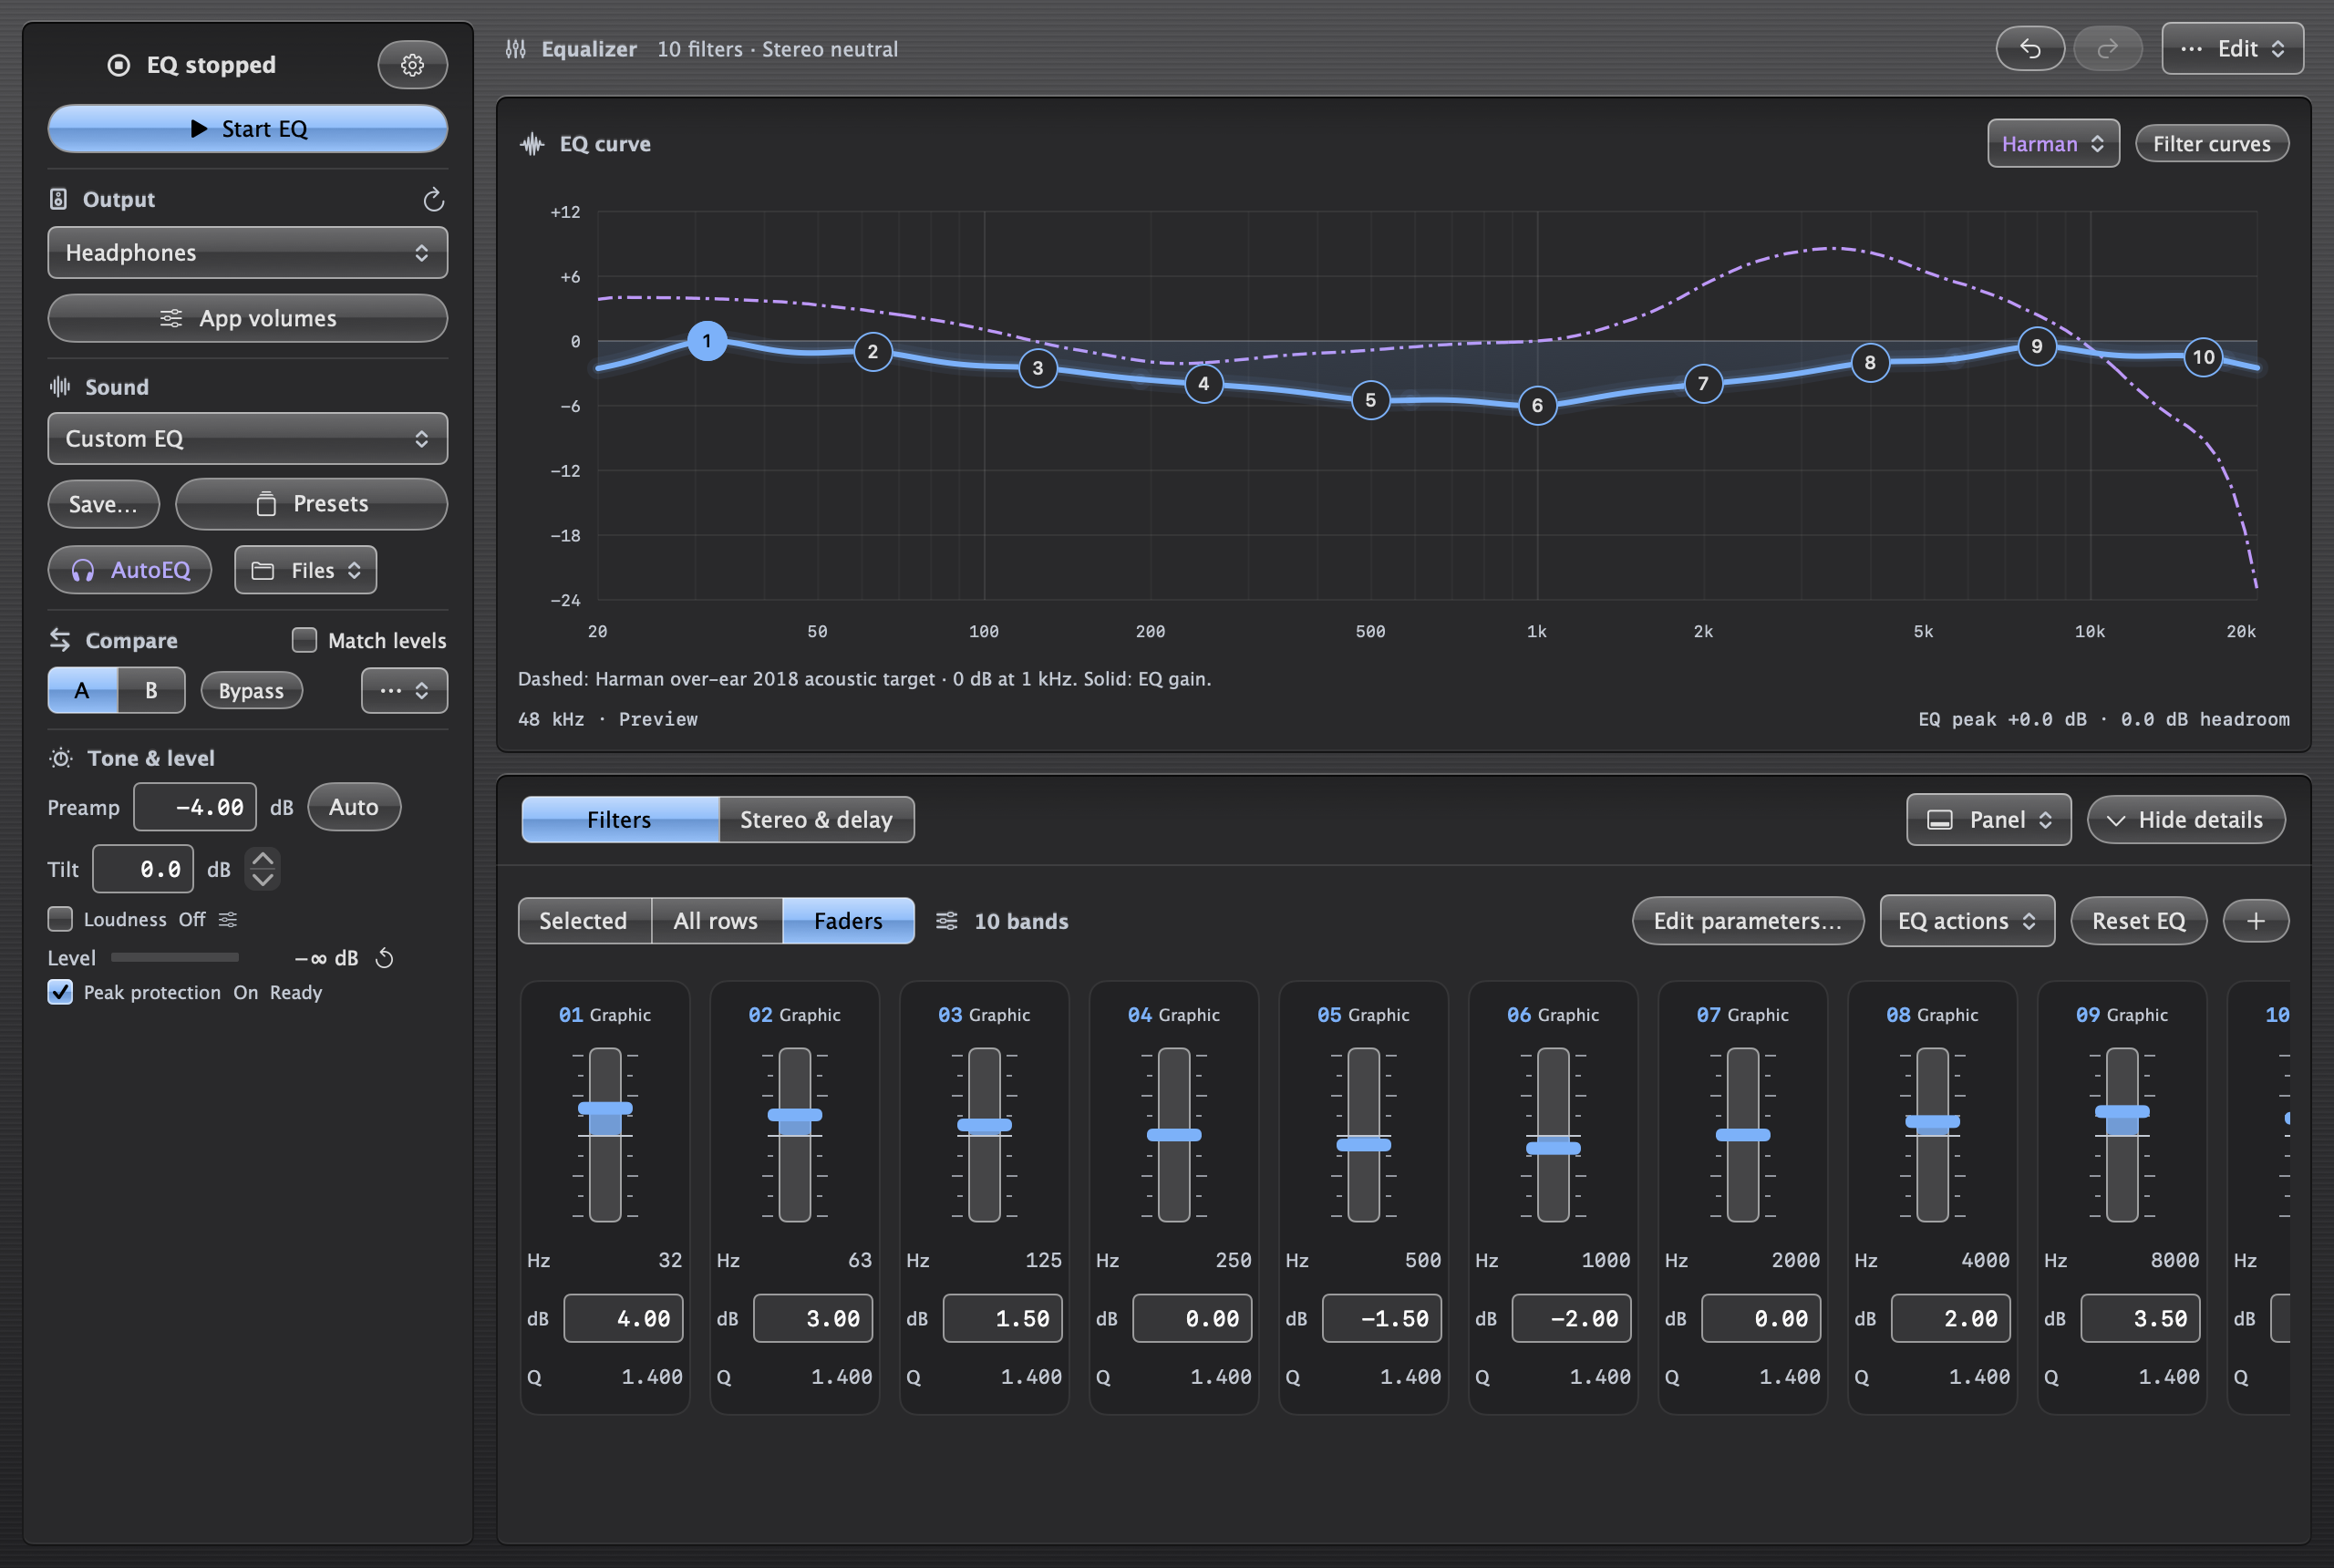 EQ stopped
Start EQ
Output
Headphones
App volumes
Sound
Custom EQ
Save...
Presets
AutoEQ
Files
Compare
Match levels
A
B
Bypass
...
Tone & level
Preamp −4.00 dB Auto
Tilt 0.0 dB
Loudness Off
Level −∞ dB
Peak protection On Ready
Equalizer 10 filters · Stereo neutral
... Edit
EQ curve
Harman
Filter curves
+12
+6
0
−6
−12
−18
−24
1 2 3 4 5 6 7 8 9 10
20 50 100 200 500 1k 2k 5k 10k 20k
Dashed: Harman over-ear 2018 acoustic target · 0 dB at 1 kHz. Solid: EQ gain.
48 kHz · Preview
EQ peak +0.0 dB · 0.0 dB headroom
Filters
Stereo & delay
Panel
Hide details
Selected
All rows
Faders
10 bands
Edit parameters...
EQ actions
Reset EQ
+
01 Graphic 02 Graphic 03 Graphic 04 Graphic 05 Graphic 06 Graphic 07 Graphic 08 Graphic 09 Graphic 10
Hz 32 Hz 63 Hz 125 Hz 250 Hz 500 Hz 1000 Hz 2000 Hz 4000 Hz 8000 Hz
dB 4.00 dB 3.00 dB 1.50 dB 0.00 dB −1.50 dB −2.00 dB 0.00 dB 2.00 dB 3.50 dB
Q 1.400 Q 1.400 Q 1.400 Q 1.400 Q 1.400 Q 1.400 Q 1.400 Q 1.400 Q 1.400 Q